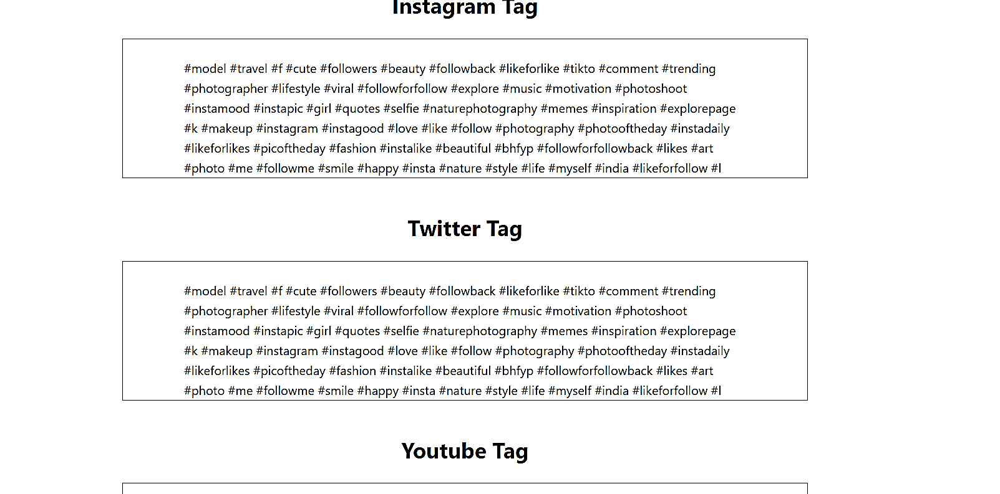 Instagram Tag
#model #travel #f #cute #followers #beauty #followback #likeforlike #tikto #comment #trending
#photographer #lifestyle #viral #followforfollow #explore #music #motivation #photoshoot
#instamood #instapic #girl #quotes #selfie #naturephotography #memes #inspiration #explorepage
#k #makeup #instagram #instagood #love #like #follow #photography #photooftheday #instadaily
#likeforlikes #picoftheday #fashion #instalike #beautiful #bhfyp #followforfollowback #likes #art
#photo #me #followme #smile #happy #insta #nature #style #life #myself #india #likeforfollow #l
Twitter Tag
#model #travel #f #cute #followers #beauty #followback #likeforlike #tikto #comment #trending
#photographer #lifestyle #viral #followforfollow #explore #music #motivation #photoshoot
#instamood #instapic #girl #quotes #selfie #naturephotography #memes #inspiration #explorepage
#k #makeup #instagram #instagood #love #like #follow #photography #photooftheday #instadaily
#likeforlikes #picoftheday #fashion #instalike #beautiful #bhfyp #followforfollowback #likes #art
#photo #me #followme #smile #happy #insta #nature #style #life #myself #india #likeforfollow #l
Youtube Tag